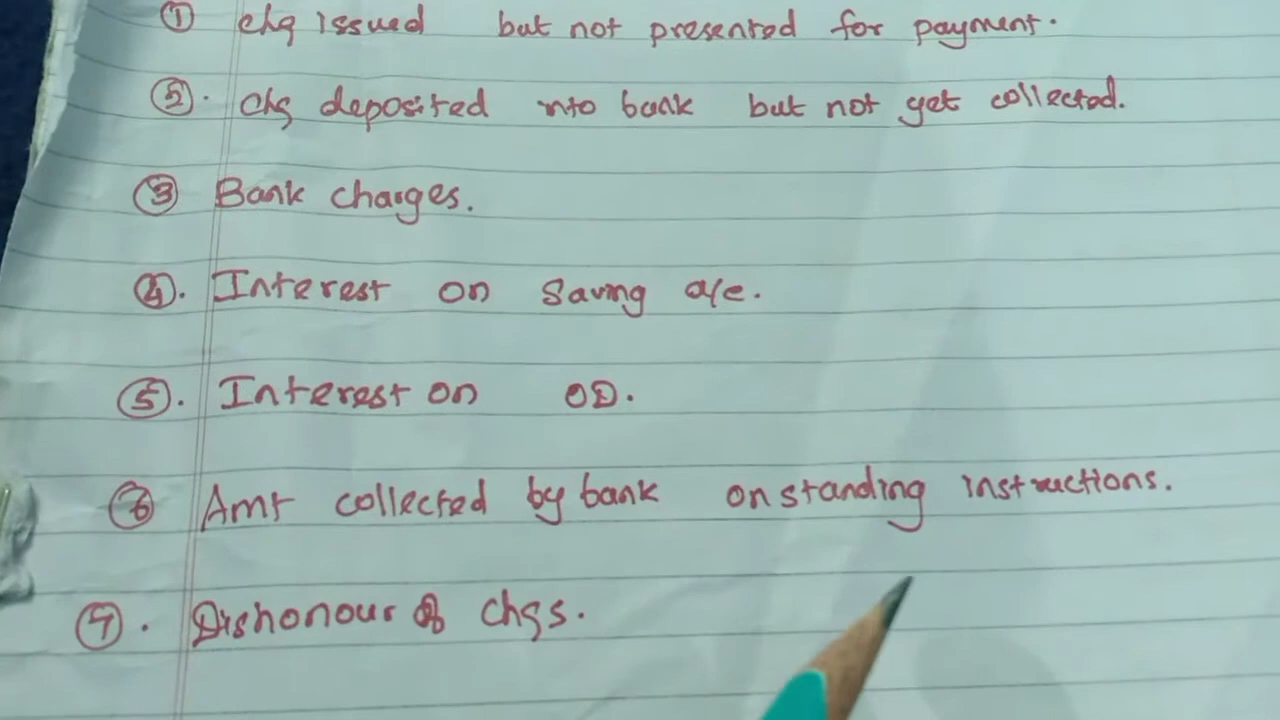 ① chq issued but not presented for payment.
②. chq deposited into bank but not yet collected.
③ Bank charges.
④. Interest on Saving a/c.
⑤. Interest on OD.
⑥ Amt collected by bank on standing instructions.
⑦. Dishonour of chqs.